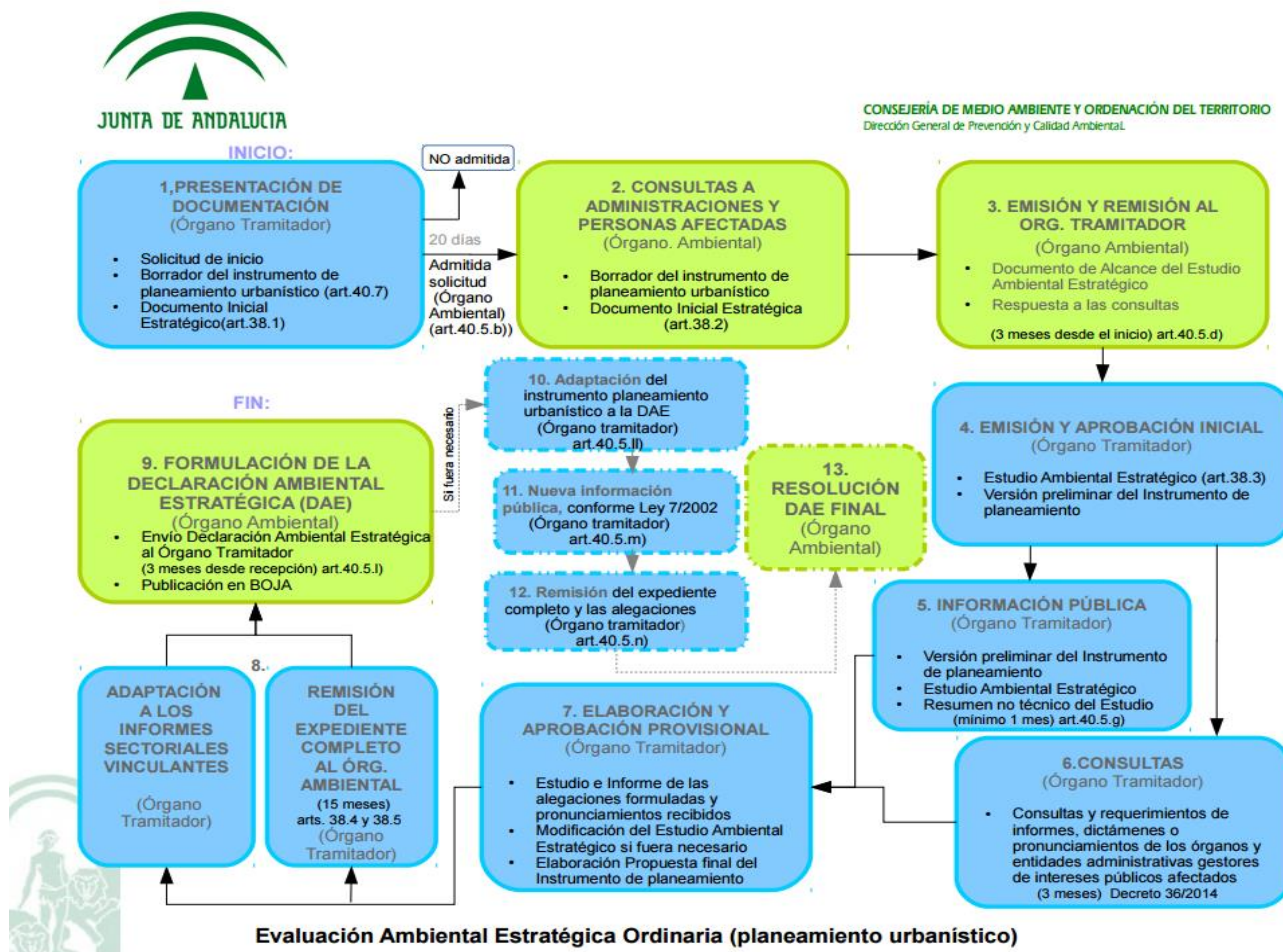 JUNTA DE ANDALUCIA
CONSEJERÍA DE MEDIO AMBIENTE Y ORDENACIÓN DEL TERRITORIO
Dirección General de Prevención y Calidad Ambiental.
INICIO:
1,PRESENTACIÓN DE
DOCUMENTACIÓN
(Órgano Tramitador)
• Solicitud de inicio
• Borrador del instrumento de
planeamiento urbanístico (art.40.7)
• Documento Inicial
Estratégico(art.38.1)
NO admitida
20 días
Admitida
solicitud
(Órgano
Ambiental)
(art.40.5.b))
2. CONSULTAS A
ADMINISTRACIONES Y
PERSONAS AFECTADAS
(Órgano. Ambiental)
• Borrador del instrumento de
planeamiento urbanístico
• Documento Inicial Estratégica
(art.38.2)
3. EMISIÓN Y REMISIÓN AL
ORG. TRAMITADOR
(Órgano Ambiental)
• Documento de Alcance del Estudio
Ambiental Estratégico
• Respuesta a las consultas
(3 meses desde el inicio) art.40.5.d)
4. EMISIÓN Y APROBACIÓN INICIAL
(Órgano Tramitador)
• Estudio Ambiental Estratégico (art.38.3)
• Versión preliminar del Instrumento de
planeamiento
5. INFORMACIÓN PÚBLICA
(Órgano Tramitador)
• Versión preliminar del Instrumento
de planeamiento
• Estudio Ambiental Estratégico
• Resumen no técnico del Estudio
(mínimo 1 mes) art.40.5.g)
6.CONSULTAS
(Órgano Tramitador)
• Consultas y requerimientos de
informes, dictámenes o
pronunciamientos de los órganos y
entidades administrativas gestores
de intereses públicos afectados
(3 meses) Decreto 36/2014
7. ELABORACIÓN Y
APROBACIÓN PROVISIONAL
(Órgano Tramitador)
• Estudio e Informe de las
alegaciones formuladas y
pronunciamientos recibidos
• Modificación del Estudio Ambiental
Estratégico si fuera necesario
• Elaboración Propuesta final del
Instrumento de planeamiento
8.
ADAPTACIÓN
A LOS
INFORMES
SECTORIALES
VINCULANTES
(Órgano
Tramitador)
REMISIÓN
DEL
EXPEDIENTE
COMPLETO
AL ÓRG.
AMBIENTAL
(15 meses)
arts. 38.4 y 38.5
(Órgano
Tramitador)
FIN:
9. FORMULACIÓN DE LA
DECLARACIÓN AMBIENTAL
ESTRATÉGICA (DAE)
(Órgano Ambiental)
• Envío Declaración Ambiental Estratégica
al Órgano Tramitador
(3 meses desde recepción) art.40.5.l)
• Publicación en BOJA
Si fuera necesario
10. Adaptación del
instrumento planeamiento
urbanístico a la DAE
(Órgano tramitador)
art.40.5.ll)
11. Nueva información
pública, conforme Ley 7/2002
(Órgano tramitador)
art.40.5.m)
12. Remisión del expediente
completo y las alegaciones
(Órgano tramitador)
art.40.5.n)
13.
RESOLUCIÓN
DAE FINAL
(Órgano
Ambiental)
Evaluación Ambiental Estratégica Ordinaria (planeamiento urbanístico)